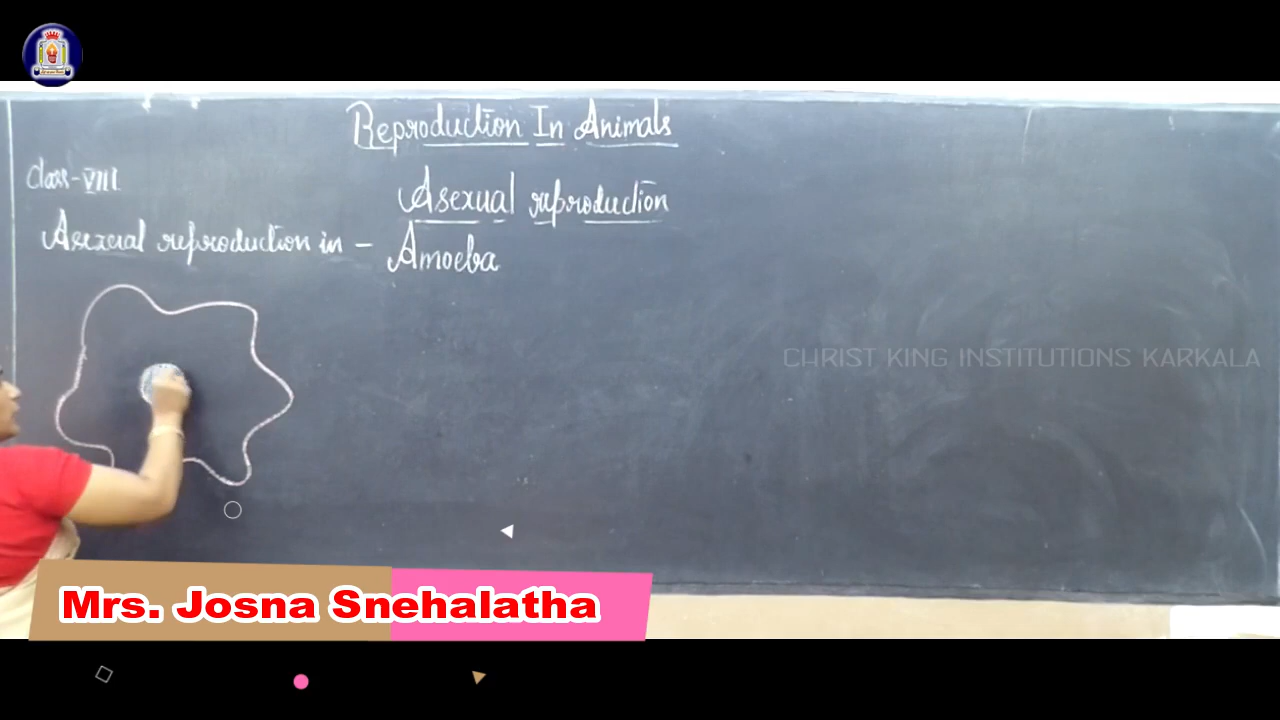 Reproduction In Animals
Class-VIII
Asexual reproduction
Asexual reproduction in - Amoeba
CHRIST KING INSTITUTIONS KARKALA
Mrs. Josna Snehalatha